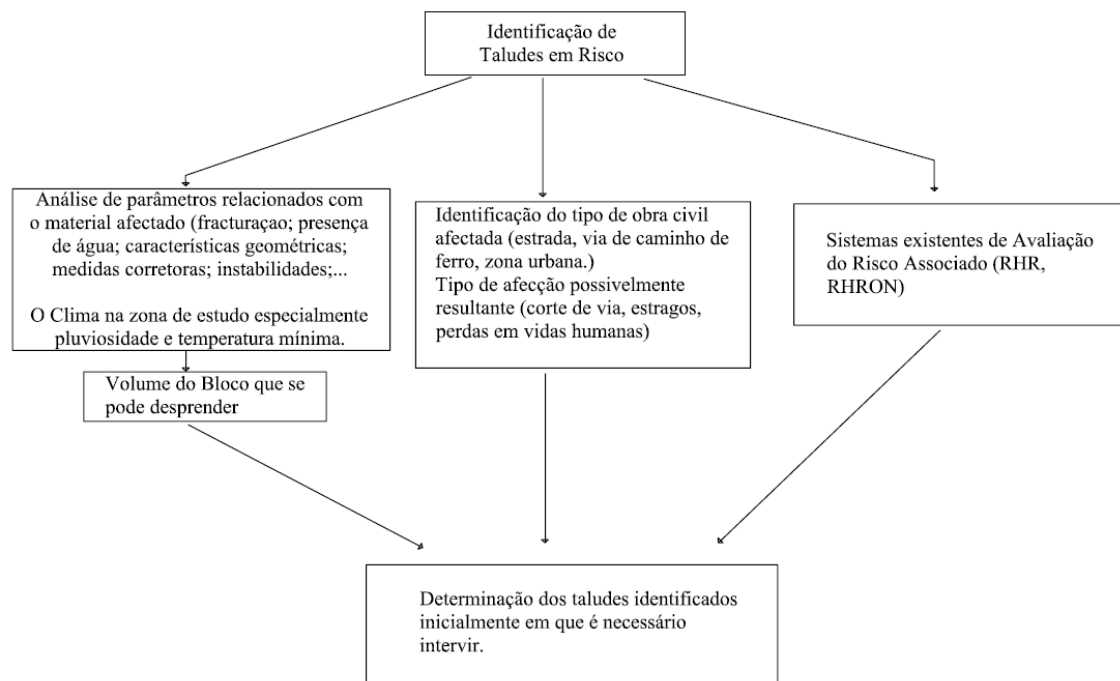 Identificação de
Taludes em Risco
Análise de parâmetros relacionados com
o material afectado (fracturaçao; presença
de água; características geométricas;
medidas corretoras; instabilidades;...
O Clima na zona de estudo especialmente
pluviosidade e temperatura mínima.
Volume do Bloco que se
pode desprender
Identificação do tipo de obra civil
afectada (estrada, via de caminho de
ferro, zona urbana.)
Tipo de afecção possivelmente
resultante (corte de via, estragos,
perdas em vidas humanas)
Sistemas existentes de Avaliação
do Risco Associado (RHR,
RHRON)
Determinação dos taludes identificados
inicialmente em que é necessário
intervir.